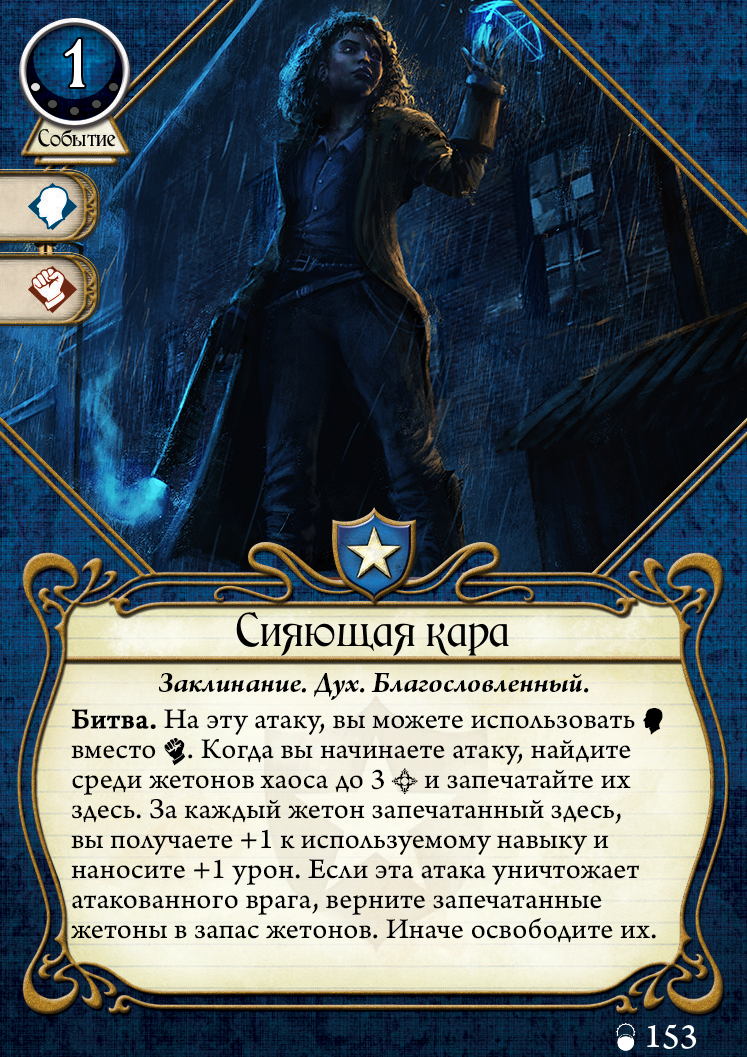 1
Событие
Сияющая кара
Заклинание. Дух. Благословленный.
Битва. На эту атаку, вы можете использовать
вместо . Когда вы начинаете атаку, найдите
среди жетонов хаоса до 3 и запечатайте их
здесь. За каждый жетон запечатанный здесь,
вы получаете +1 к используемому навыку и
наносите +1 урон. Если эта атака уничтожает
атакованного врага, верните запечатанные
жетоны в запас жетонов. Иначе освободите их.
153